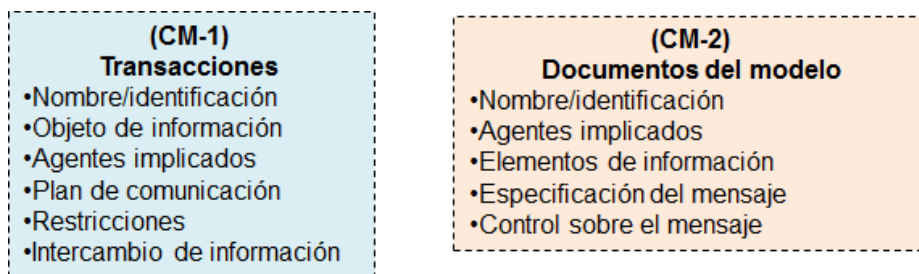 (CM-1)
Transacciones
•Nombre/identificación
•Objeto de información
•Agentes implicados
•Plan de comunicación
•Restricciones
•Intercambio de información
(CM-2)
Documentos del modelo
•Nombre/identificación
•Agentes implicados
•Elementos de información
•Especificación del mensaje
•Control sobre el mensaje